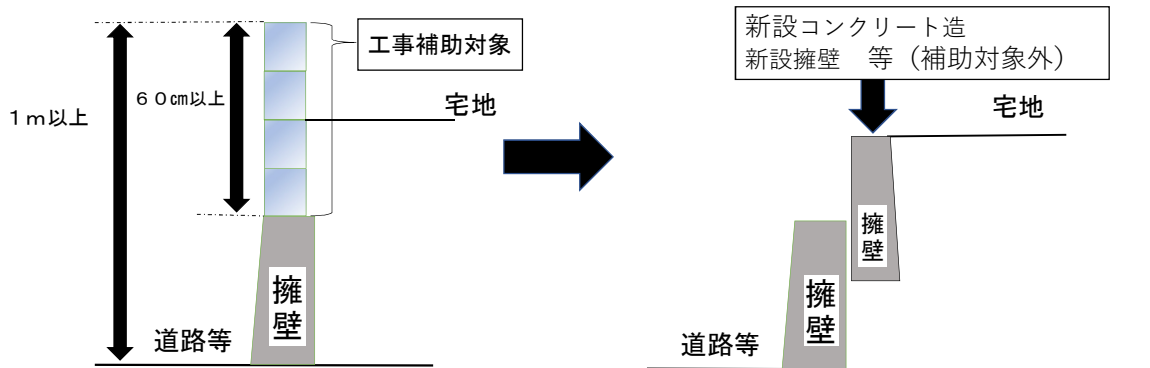 工事補助対象
６０㎝以上
１ｍ以上
宅地
擁壁
道路等
新設コンクリート造
新設擁壁　等（補助対象外）
宅地
擁壁
擁壁
道路等